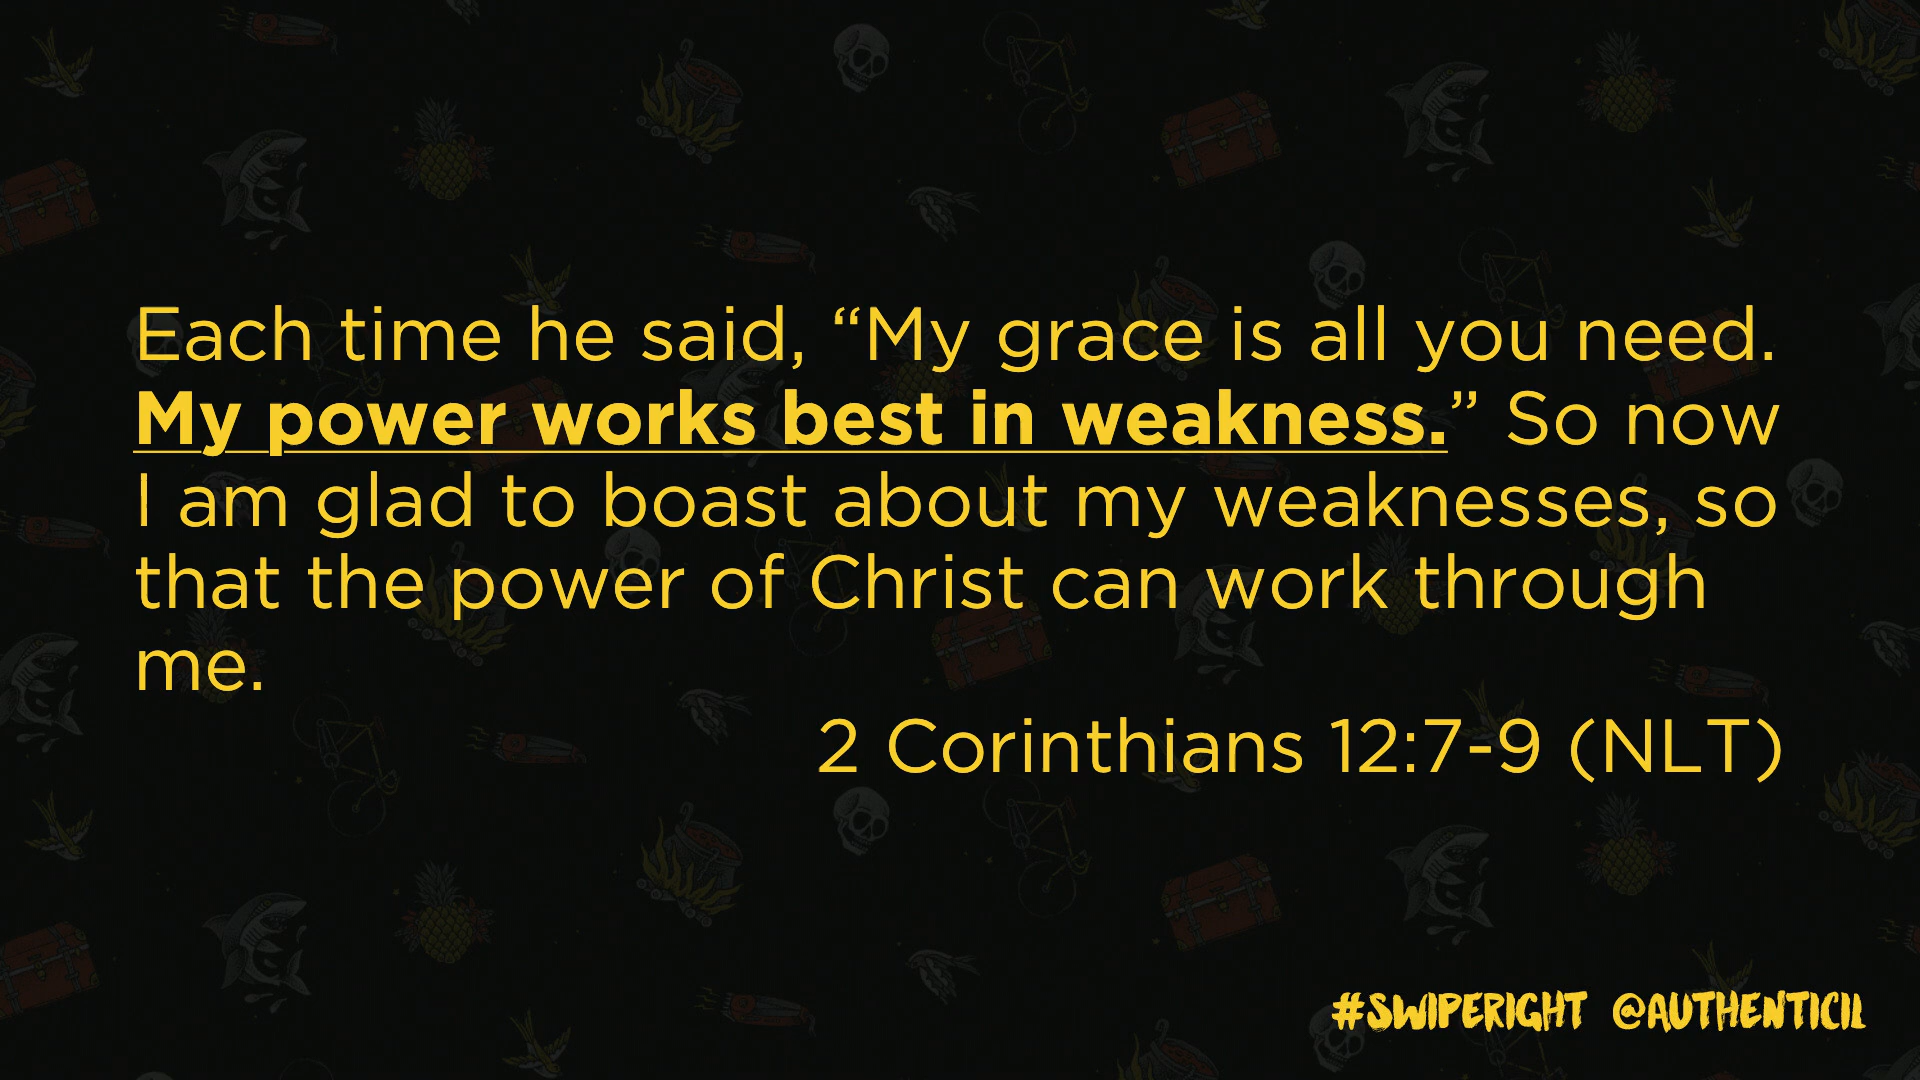 Each time he said, “My grace is all you need.
My power works best in weakness.” So now
I am glad to boast about my weaknesses, so
that the power of Christ can work through
me.
2 Corinthians 12:7-9 (NLT)
#SWIPERIGHT @AUTHENTICIL